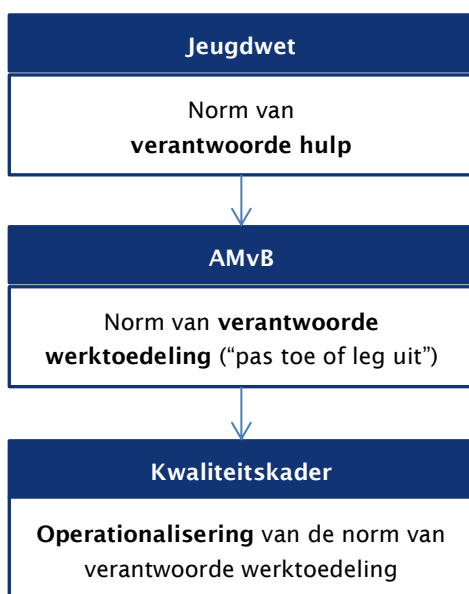 Jeugdwet
Norm van
verantwoorde hulp
AMvB
Norm van verantwoorde
werktoedeling (“pas toe of leg uit”)
Kwaliteitskader
Operationalisering van de norm van
verantwoorde werktoedeling